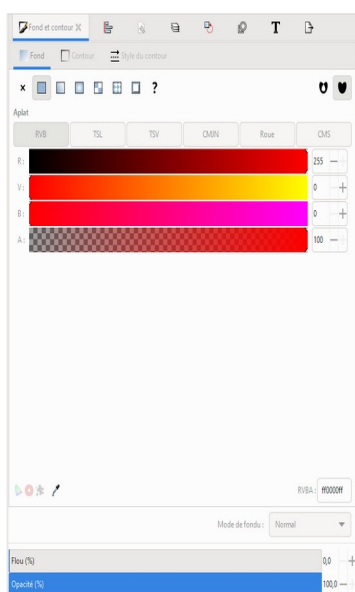 Fond et contour
Fond Contour Style du contour
?
Aplat
RVB TSL TSV CMJN Roue CMS
R : 255
V : 0
B : 0
A : 100
RVBA : ff0000ff
Mode de fondu : Normal
Flou (%) 0,0
Opacité (%) 100,0